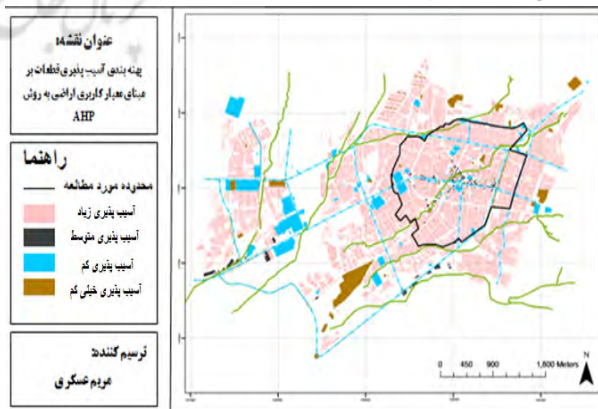 عنوان نقشه:
پهنه بندی آسیب پذیری قطعات بر
مبنای معیار کاربری اراضی به روش
AHP
راهنما
محدوده مورد مطالعه
آسیب پذیری زیاد
آسیب پذیری متوسط
آسیب پذیری کم
آسیب پذیری خیلی کم
ترسیم کننده:
مریم عسکری
N
0 450 900 1,800 Meters